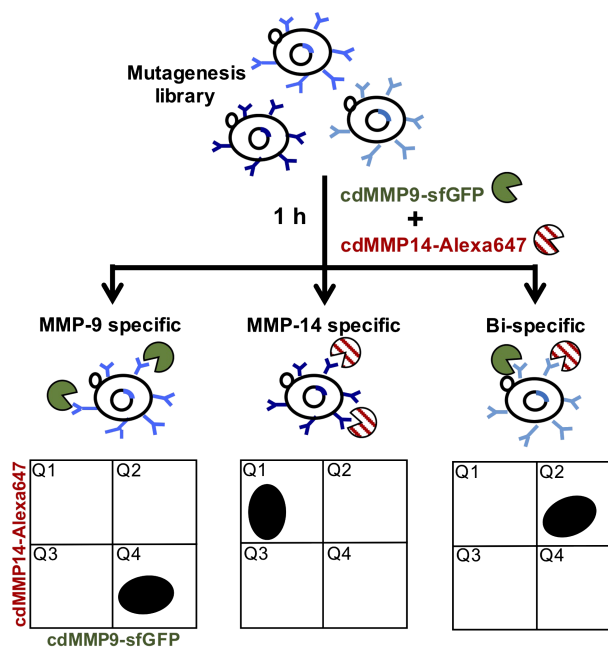 Mutagenesis
library
1 h
cdMMP9-sfGFP
+
cdMMP14-Alexa647
MMP-9 specific
MMP-14 specific
Bi-specific
cdMMP14-Alexa647
Q1 Q2
Q3 Q4
Q1 Q2
Q3 Q4
Q1 Q2
Q3 Q4
cdMMP9-sfGFP